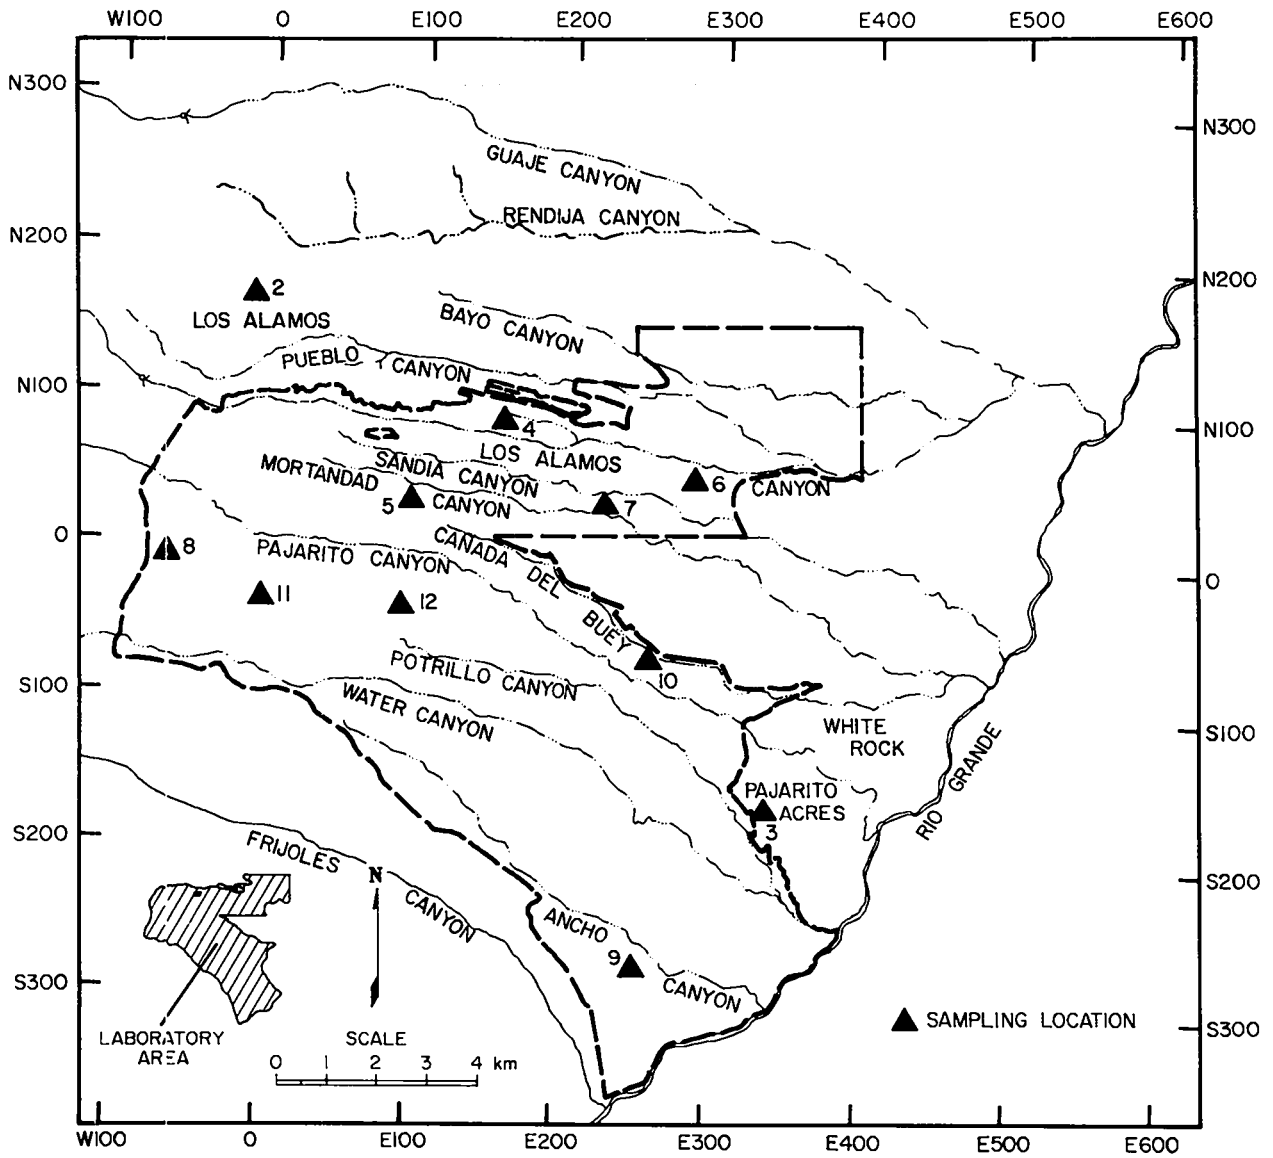 W100 0 E100 E200 E300 E400 E500 E600
N300
N300
GUAJE CANYON
RENDIJA CANYON
N200
N200
2
LOS ALAMOS
BAYO CANYON
PUEBLO CANYON
N100
N100
4
LOS ALAMOS
CANYON
SANDIA CANYON
MORTANDAD
CANYON
5
6
7
0
0
8
PAJARITO CANYON
CAÑADA DEL BUEY
11
12
10
POTRILLO CANYON
S100
S100
WATER CANYON
WHITE
ROCK
RIO GRANDE
PAJARITO
ACRES
3
S200
S200
FRIJOLES
CANYON
N
ANCHO
CANYON
9
S300
S300
LABORATORY
AREA
SCALE
0 1 2 3 4 km
SAMPLING LOCATION
W100 0 E100 E200 E300 E400 E500 E600